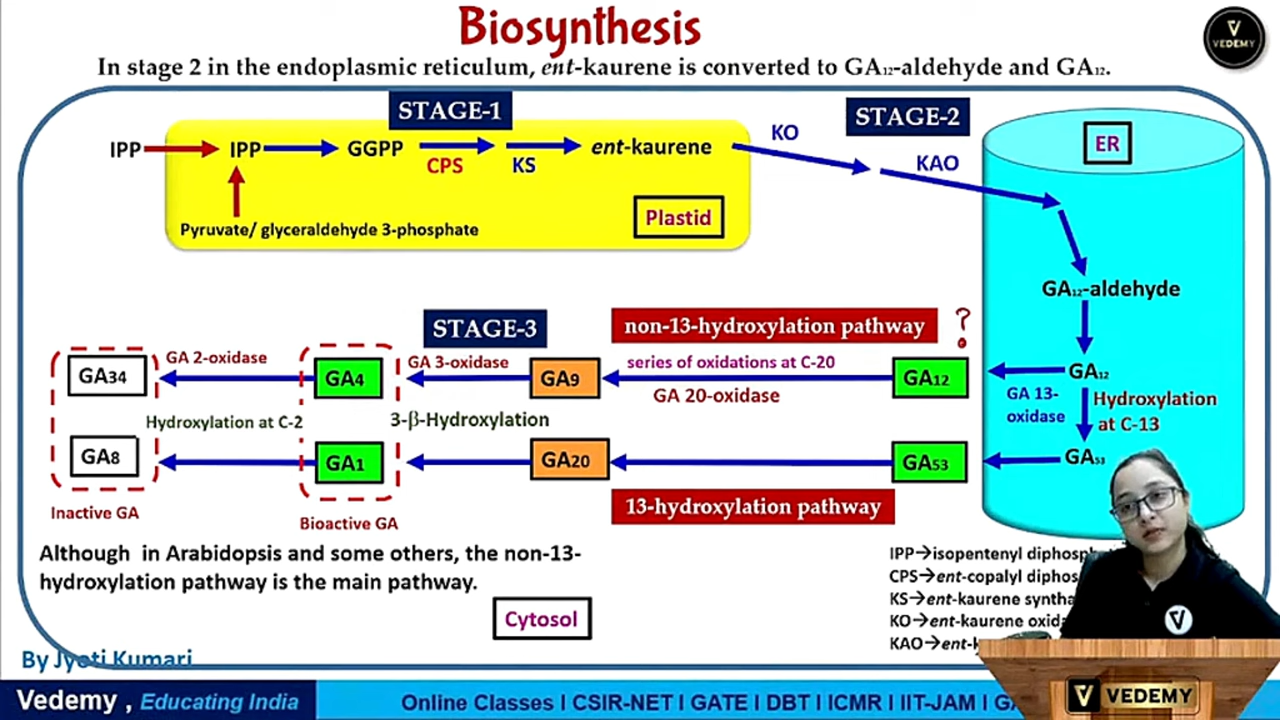 Biosynthesis
VEDEMY
In stage 2 in the endoplasmic reticulum, ent-kaurene is converted to GA₁₂-aldehyde and GA₁₂.
STAGE-1
STAGE-2
IPP
IPP
GGPP
CPS
KS
ent-kaurene
KO
KAO
ER
Pyruvate/ glyceraldehyde 3-phosphate
Plastid
GA₁₂-aldehyde
STAGE-3
non-13-hydroxylation pathway
?
GA34
GA 2-oxidase
GA4
GA 3-oxidase
GA9
series of oxidations at C-20
GA 20-oxidase
GA12
GA₁₂
GA 13-
oxidase
Hydroxylation
at C-13
Hydroxylation at C-2
3-β-Hydroxylation
GA8
GA1
GA20
GA53
GA₅₃
Inactive GA
Bioactive GA
13-hydroxylation pathway
Although in Arabidopsis and some others, the non-13-
hydroxylation pathway is the main pathway.
Cytosol
IPP→isopentenyl
CPS→ent-copalyl
KS→ent-kaurene
KO→ent-kaurene
KAO→
By Jyoti Kumari
Vedemy , Educating India
Online Classes I CSIR-NET I GATE I DBT I ICMR I IIT-JAM I
VEDEMY